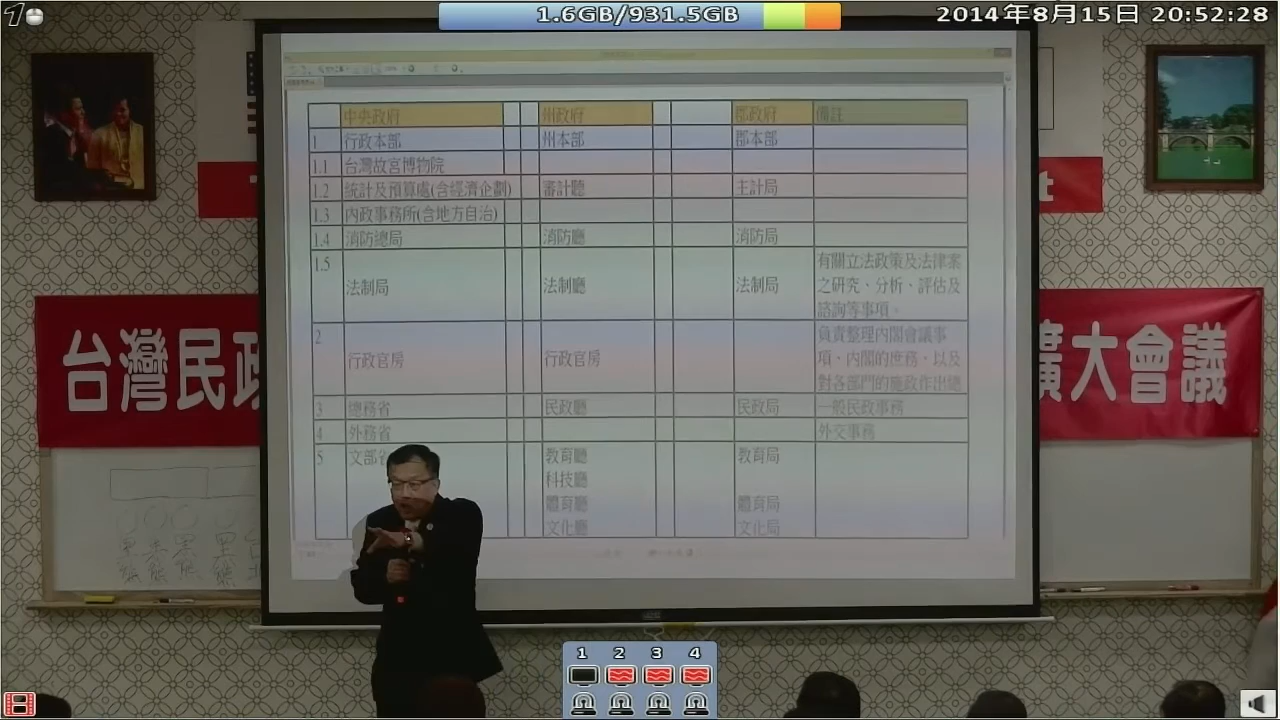 1
1.6GB/931.5GB
2014年8月15日 20:52:28
中央政府 州政府 郡政府 備註
1 行政本部 州本部 郡本部
1.1 台灣故宮博物院
1.2 統計及預算處(含經濟企劃) 審計聽 主計局
1.3 內政事務所(含地方自治)
1.4 消防總局 消防廳 消防局
1.5 法制局 法制廳 法制局 有關立法政策及法律案
之研究、分析、評估及
諮詢等事項。
2 行政官房 行政官房 負責整理內閣會議事
項、內閣的庶務、以及
對各部門的施政作出總
3 總務省 民政廳 民政局 一般民政事務
4 外務省 外交事務
5 文部省 教育廳 教育局
科技廳
體育廳 體育局
文化廳 文化局
t
台灣民政
擴大會議
1 2 3 4